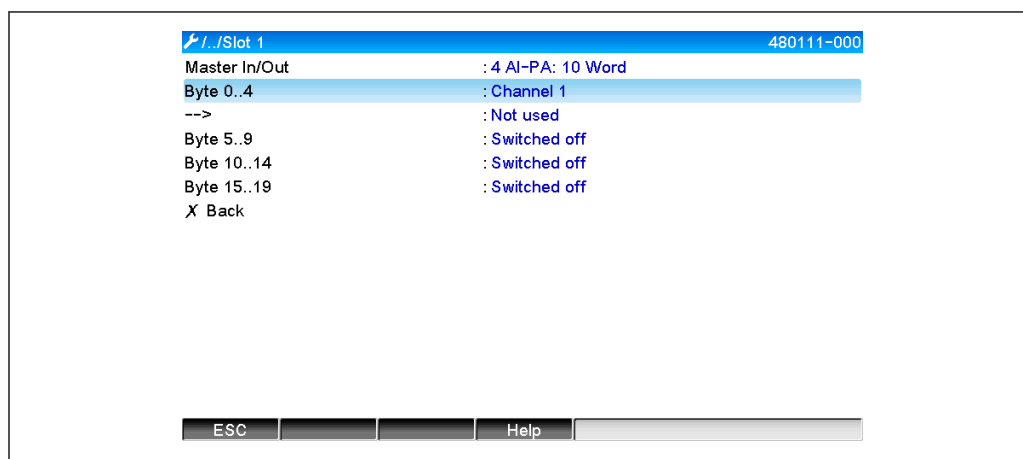 /../Slot 1 480111-000
Master In/Out : 4 AI-PA: 10 Word
Byte 0..4 : Channel 1
--> : Not used
Byte 5..9 : Switched off
Byte 10..14 : Switched off
Byte 15..19 : Switched off
X Back
ESC Help